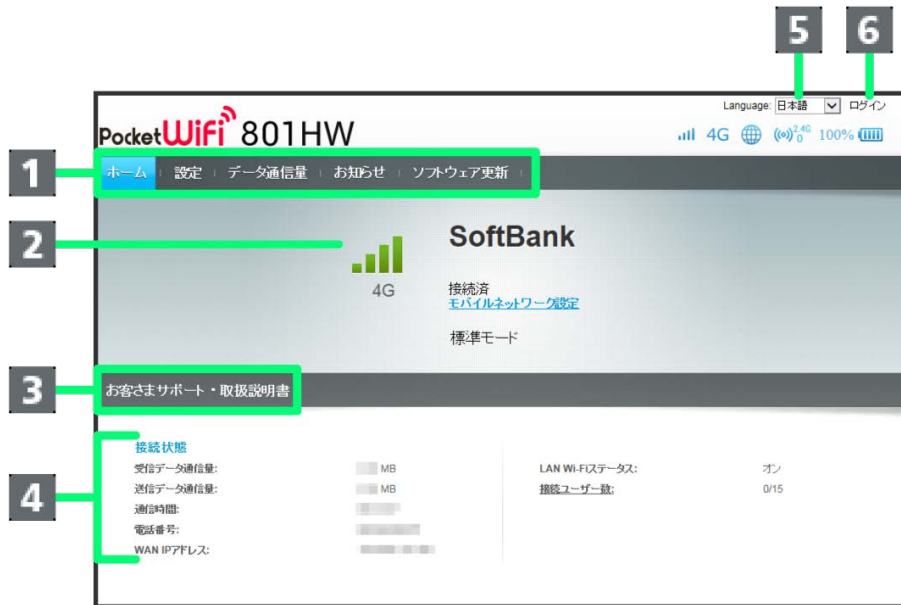 5 6
Language: 日本語 ログイン
PocketWiFi 801HW
4G 2.4G 0 100%
1
ホーム 設定 データ通信量 お知らせ ソフトウェア更新
2
SoftBank
4G
接続済
モバイルネットワーク設定
標準モード
3
お客さまサポート・取扱説明書
4
接続状態
受信データ通信量: MB LAN Wi-Fiステータス: オン
送信データ通信量: MB 接続ユーザー数: 0/15
通信時間:
電話番号:
WAN IPアドレス: